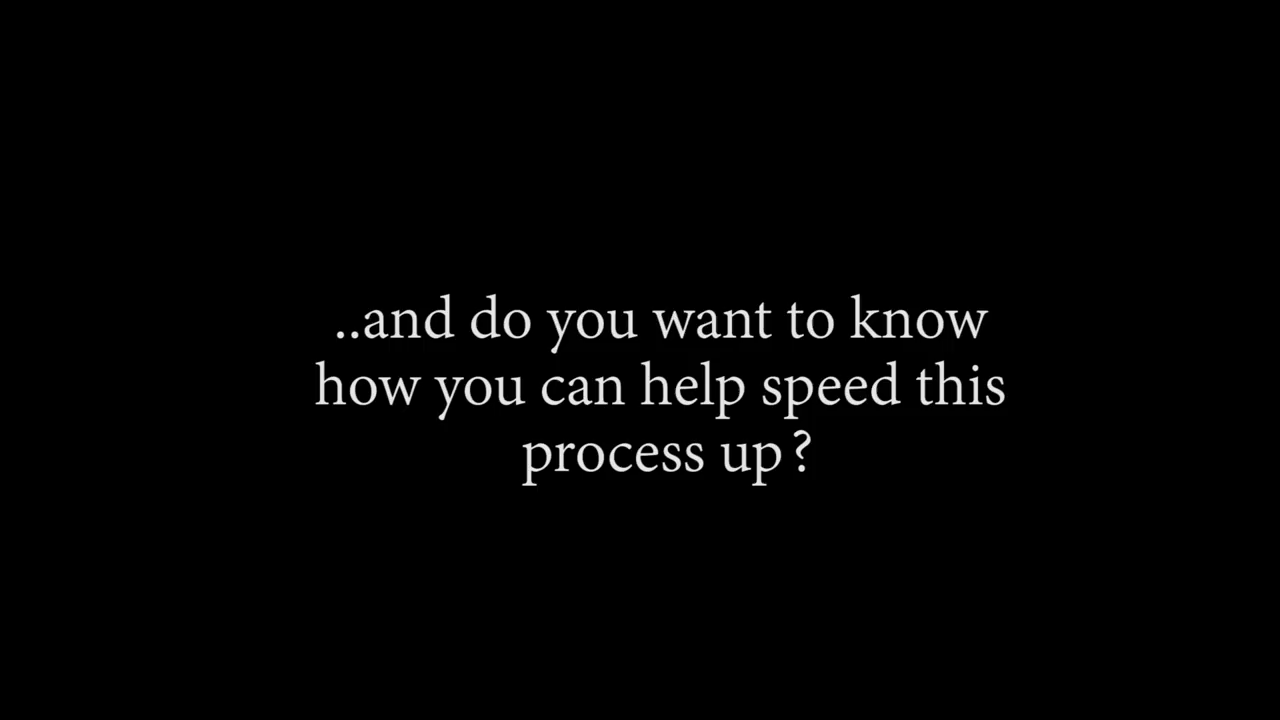 ..and do you want to know
how you can help speed this
process up?